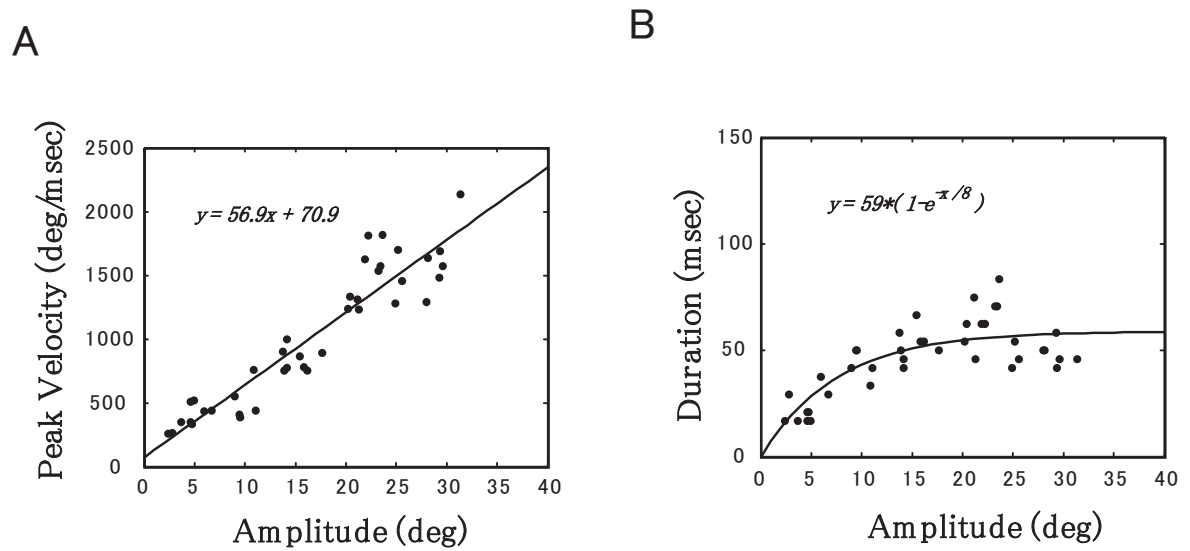 A
Peak Velocity (deg/msec)
2500
2000
1500
1000
500
0
y = 56.9x + 70.9
0 5 10 15 20 25 30 35 40
Amplitude (deg)
B
Duration (msec)
150
100
50
0
y = 59*(1-e^-x/8)
0 5 10 15 20 25 30 35 40
Amplitude (deg)